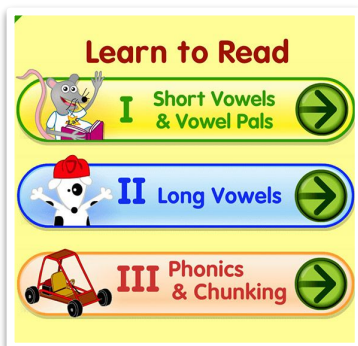 Learn to Read
I Short Vowels
& Vowel Pals
II Long Vowels
III Phonics
& Chunking